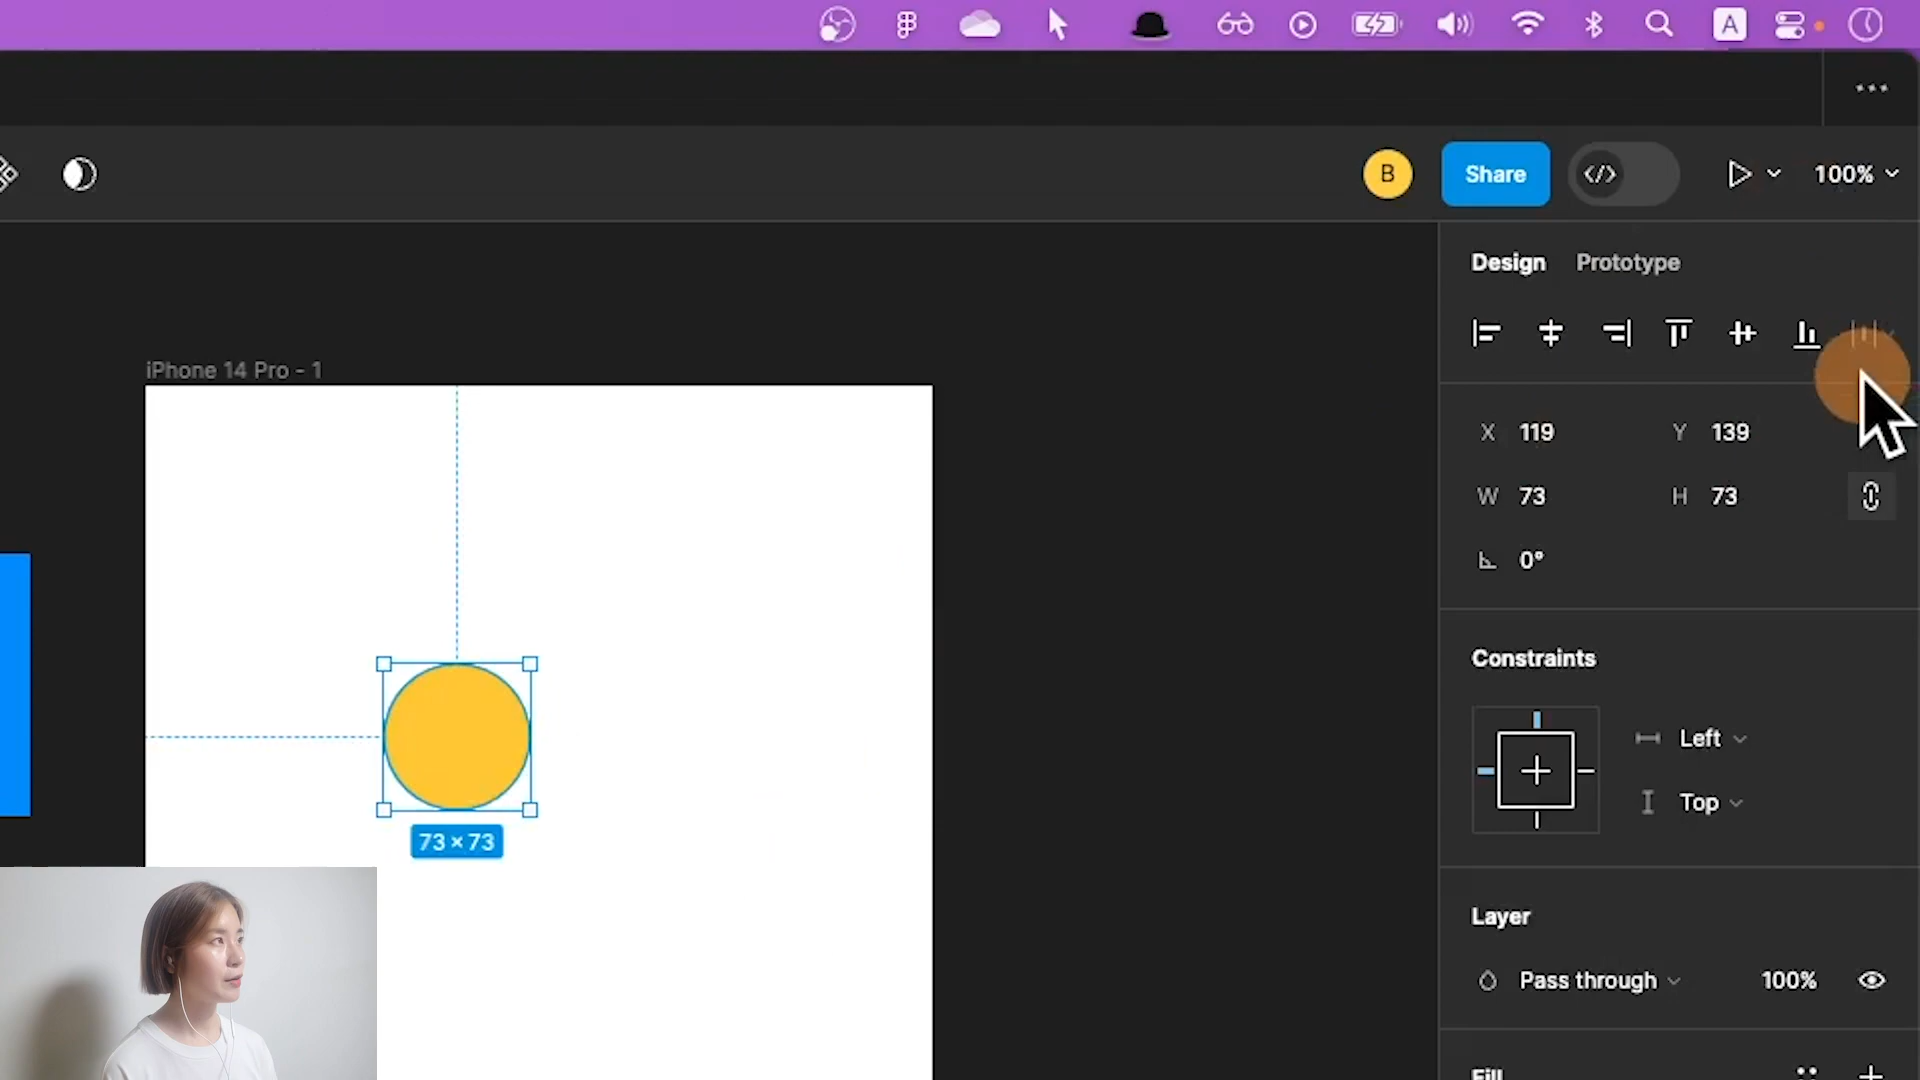 A
B
Share
100%
Design Prototype
iPhone 14 Pro - 1
X 119 Y 139
W 73 H 73
0°
Constraints
Left
Top
73 × 73
Layer
Pass through 100%
Fill